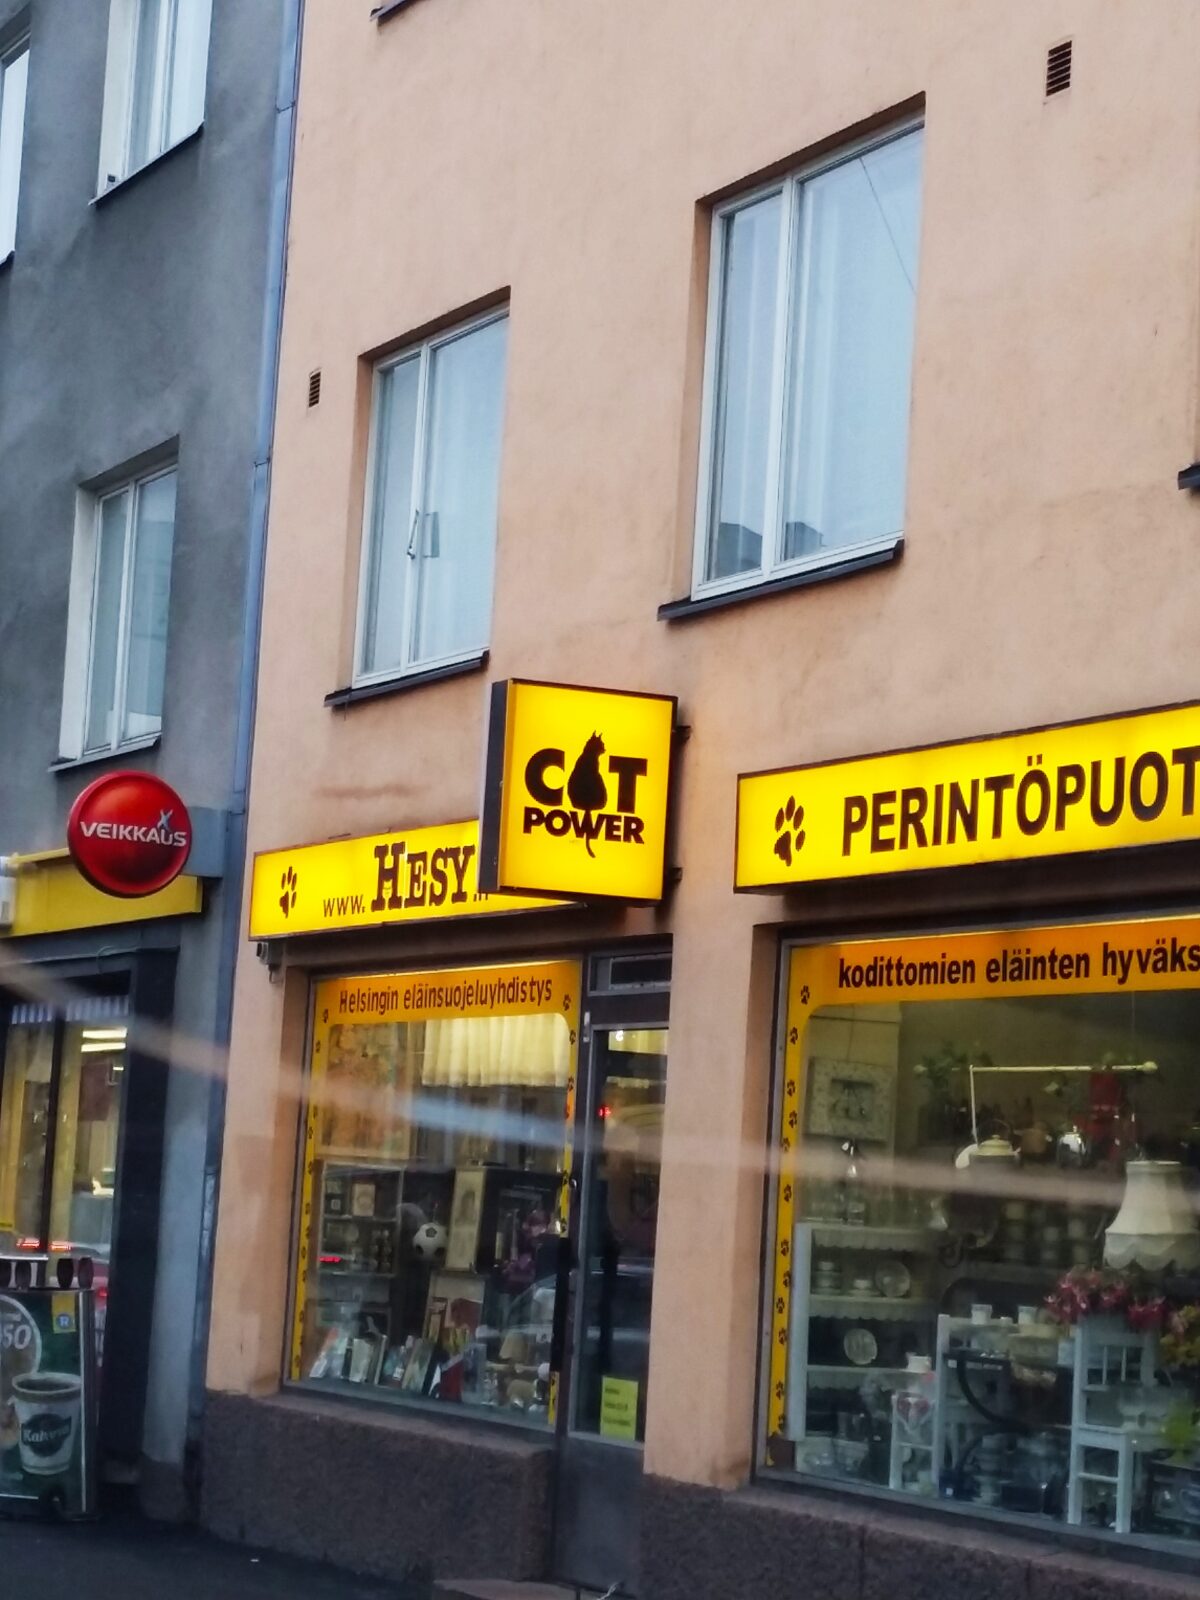 VEIKKAUS
www.HESY
CAT
POWER
PERINTÖPUOT
Helsingin eläinsuojeluyhdistys
kodittomien eläinten hyväks